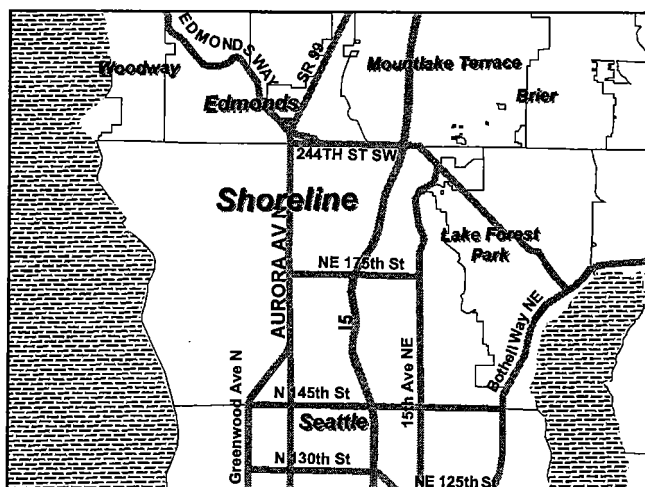 EDMONDS WAY
SR 99
Woodway
Mountlake Terrace
Edmonds
Brier
244TH ST SW
Shoreline
AURORA AV N
Lake Forest
Park
NE 175th St
I5
Bothell Way NE
15th Ave NE
Greenwood Ave N
N 145th St
Seattle
N 130th St
NE 125th St